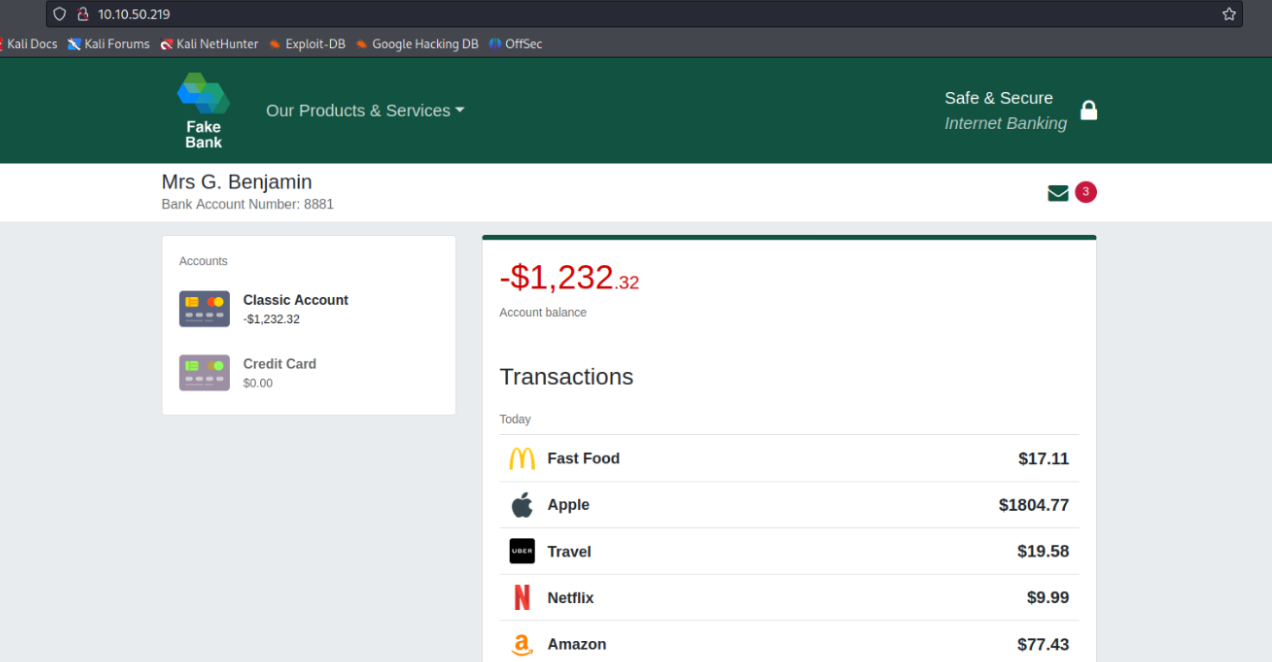 10.10.50.219
Kali Docs Kali Forums Kali NetHunter Exploit-DB Google Hacking DB OffSec
Fake
Bank
Our Products & Services
Safe & Secure
Internet Banking
Mrs G. Benjamin
Bank Account Number: 8881
3
Accounts
Classic Account
-$1,232.32
Credit Card
$0.00
-$1,232.32
Account balance
Transactions
Today
Fast Food $17.11
Apple $1804.77
UBER Travel $19.58
Netflix $9.99
Amazon $77.43